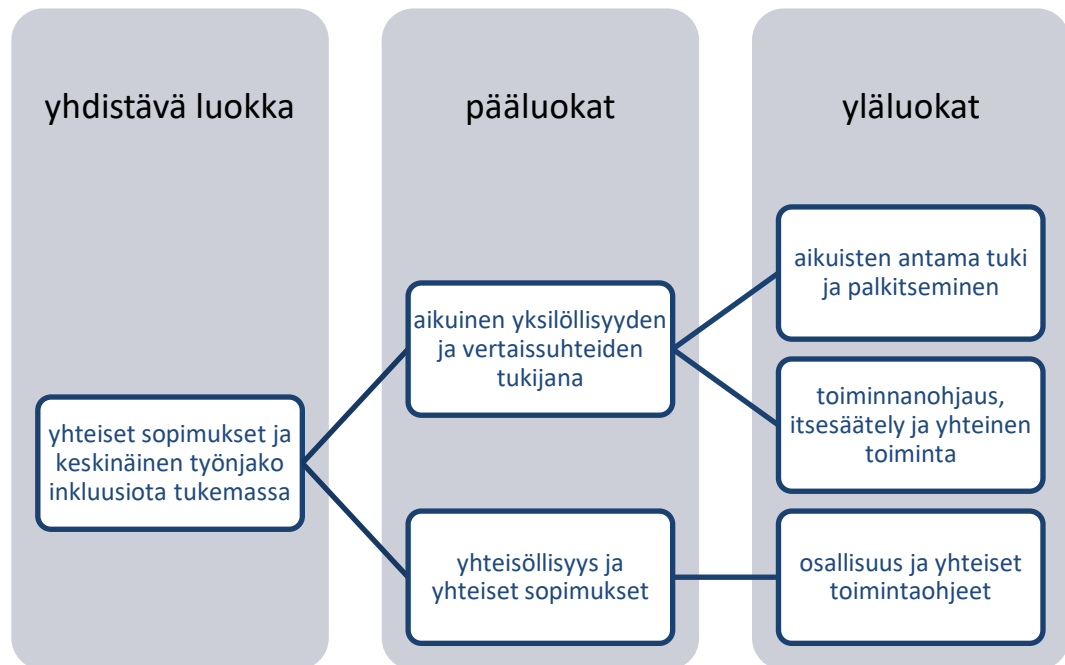 yhdistävä luokka
pääluokat
yläluokat
yhteiset sopimukset ja
keskinäinen työnjako
inkluusiota tukemassa
aikuinen yksilöllisyyden
ja vertaissuhteiden
tukijana
yhteisöllisyys ja
yhteiset sopimukset
aikuisten antama tuki
ja palkitseminen
toiminnanohjaus,
itsesäätely ja yhteinen
toiminta
osallisuus ja yhteiset
toimintaohjeet